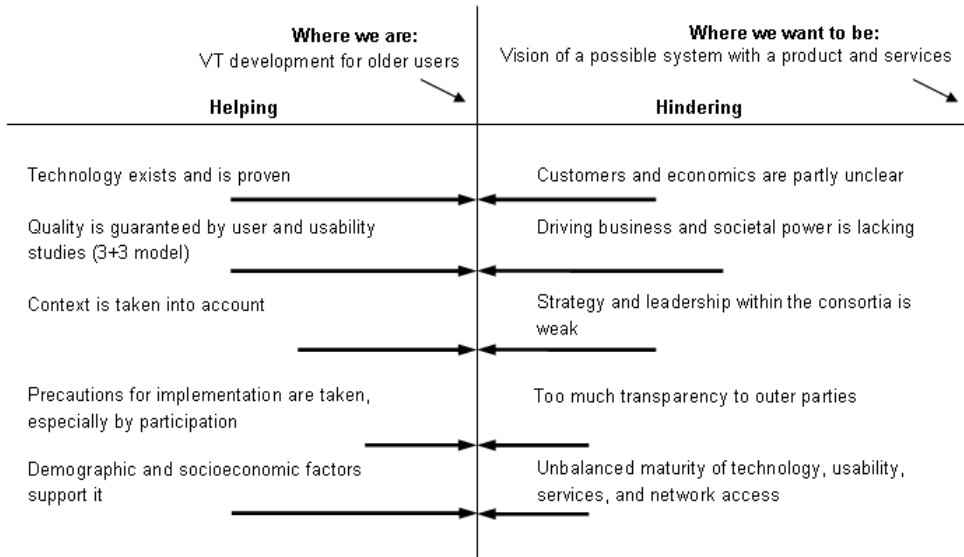 Where we are:
VT development for older users
Where we want to be:
Vision of a possible system with a product and services
Helping
Hindering
Technology exists and is proven
Customers and economics are partly unclear
Quality is guaranteed by user and usability
studies (3+3 model)
Driving business and societal power is lacking
Context is taken into account
Strategy and leadership within the consortia is
weak
Precautions for implementation are taken,
especially by participation
Too much transparency to outer parties
Demographic and socioeconomic factors
support it
Unbalanced maturity of technology, usability,
services, and network access